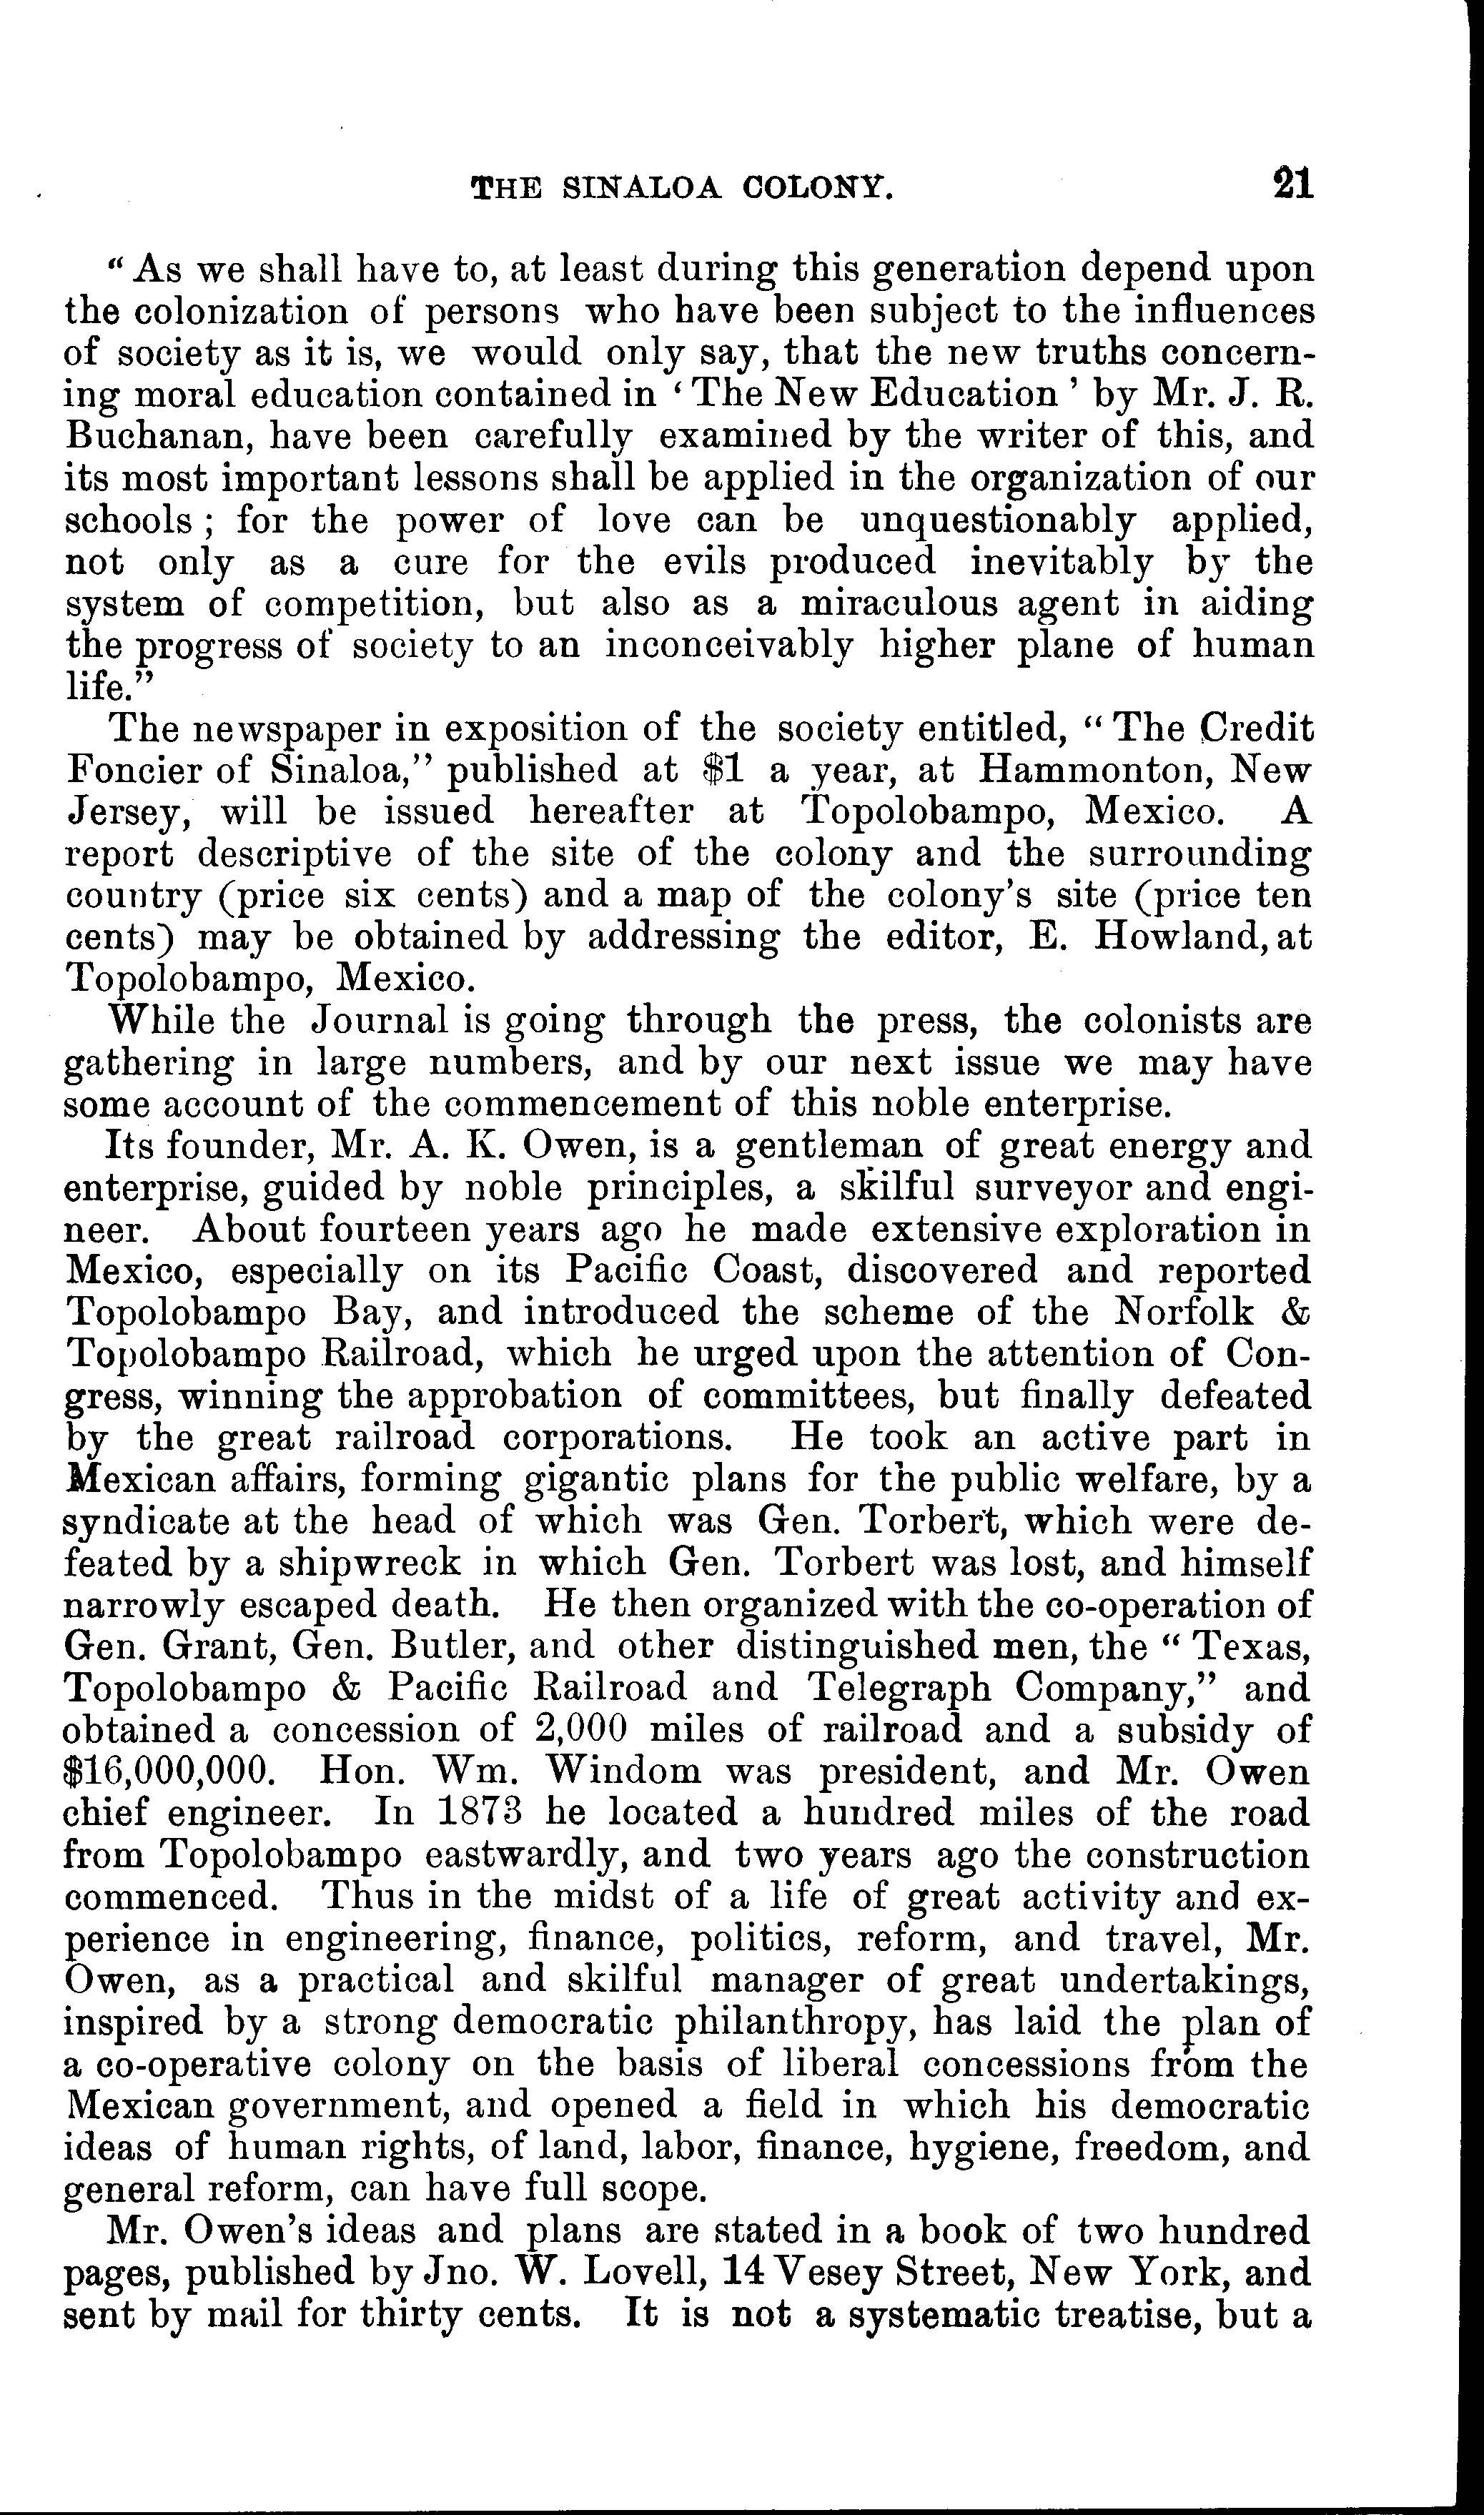 THE SINALOA COLONY. 21
“ As we shall have to, at least during this generation depend upon
the colonization of persons who have been subject to the influences
of society as it is, we would only say, that the new truths concern-
ing moral education contained in ‘ The New Education ’ by Mr. J. R.
Buchanan, have been carefully examined by the writer of this, and
its most important lessons shall be applied in the organization of our
schools ; for the power of love can be unquestionably applied,
not only as a cure for the evils produced inevitably by the
system of competition, but also as a miraculous agent in aiding
the progress of society to an inconceivably higher plane of human
life.”
The newspaper in exposition of the society entitled, “ The Credit
Foncier of Sinaloa,” published at $1 a year, at Hammonton, New
Jersey, will be issued hereafter at Topolobampo, Mexico. A
report descriptive of the site of the colony and the surrounding
country (price six cents) and a map of the colony’s site (price ten
cents) may be obtained by addressing the editor, E. Howland, at
Topolobampo, Mexico.
While the Journal is going through the press, the colonists are
gathering in large numbers, and by our next issue we may have
some account of the commencement of this noble enterprise.
Its founder, Mr. A. K. Owen, is a gentleman of great energy and
enterprise, guided by noble principles, a skilful surveyor and engi-
neer. About fourteen years ago he made extensive exploration in
Mexico, especially on its Pacific Coast, discovered and reported
Topolobampo Bay, and introduced the scheme of the Norfolk &
Topolobampo Railroad, which he urged upon the attention of Con-
gress, winning the approbation of committees, but finally defeated
by the great railroad corporations. He took an active part in
Mexican affairs, forming gigantic plans for the public welfare, by a
syndicate at the head of which was Gen. Torbert, which were de-
feated by a shipwreck in which Gen. Torbert was lost, and himself
narrowly escaped death. He then organized with the co-operation of
Gen. Grant, Gen. Butler, and other distinguished men, the “ Texas,
Topolobampo & Pacific Railroad and Telegraph Company,” and
obtained a concession of 2,000 miles of railroad and a subsidy of
$16,000,000. Hon. Wm. Windom was president, and Mr. Owen
chief engineer. In 1873 he located a hundred miles of the road
from Topolobampo eastwardly, and two years ago the construction
commenced. Thus in the midst of a life of great activity and ex-
perience in engineering, finance, politics, reform, and travel, Mr.
Owen, as a practical and skilful manager of great undertakings,
inspired by a strong democratic philanthropy, has laid the plan of
a co-operative colony on the basis of liberal concessions from the
Mexican government, and opened a field in which his democratic
ideas of human rights, of land, labor, finance, hygiene, freedom, and
general reform, can have full scope.
Mr. Owen’s ideas and plans are stated in a book of two hundred
pages, published by Jno. W. Lovell, 14 Vesey Street, New York, and
sent by mail for thirty cents. It is not a systematic treatise, but a